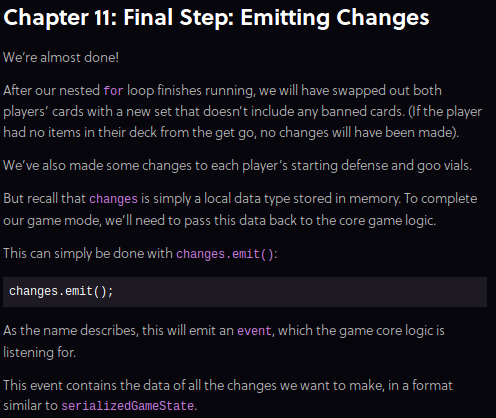 Chapter 11: Final Step: Emitting Changes
We’re almost done!
After our nested for loop finishes running, we will have swapped out both
players’ cards with a new set that doesn’t include any banned cards. (If the player
had no items in their deck from the get go, no changes will have been made).
We’ve also made some changes to each player’s starting defense and goo vials.
But recall that changes is simply a local data type stored in memory. To complete
our game mode, we’ll need to pass this data back to the core game logic.
This can simply be done with changes.emit():
changes.emit();
As the name describes, this will emit an event, which the game core logic is
listening for.
This event contains the data of all the changes we want to make, in a format
similar to serializedGameState.